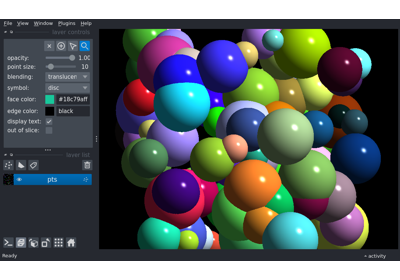 File View Window Plugins Help
layer controls
opacity: 1.00
point size: 10
blending: translucen
symbol: disc
face color: #18c79aff
edge color: black
display text:
out of slice:
layer list
pts
Ready
activity